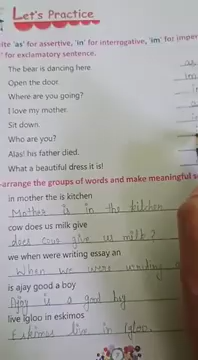 Let's Practice
ite 'as' for assertive, 'in' for interrogative, 'im' for imper
' for exclamatory sentence.
The bear is dancing here.
as
Open the door.
im
Where are you going?
I love my mother.
Sit down.
Who are you?
Alas! his father died.
What a beautiful dress it is!
-arrange the groups of words and make meaningful s
in mother the is kitchen
Mother is in the kitchen
cow does us milk give
does cow give us milk?
we when were writing essay an
When we were writing
is ajay good a boy
Ajay is a good boy
live igloo in eskimos
Eskimos live in Igloo.